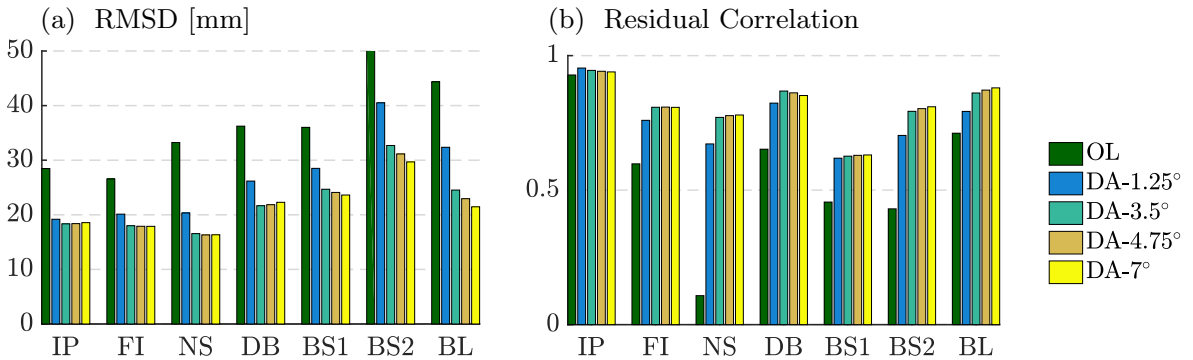 (a) RMSD [mm]
50
40
30
20
10
0
IP FI NS DB BS1 BS2 BL
(b) Residual Correlation
1
0.5
0
IP FI NS DB BS1 BS2 BL
OL
DA-1.25°
DA-3.5°
DA-4.75°
DA-7°